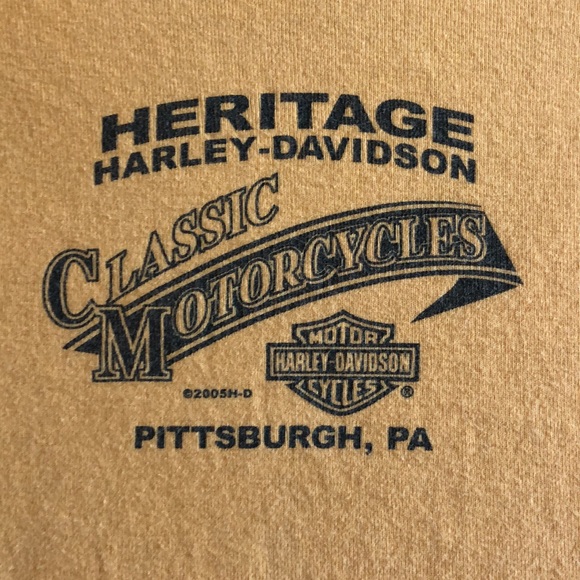 HERITAGE
HARLEY-DAVIDSON
CLASSIC
MOTORCYCLES
MOTOR
HARLEY-DAVIDSON
CYCLES
®
©2005H-D
PITTSBURGH, PA